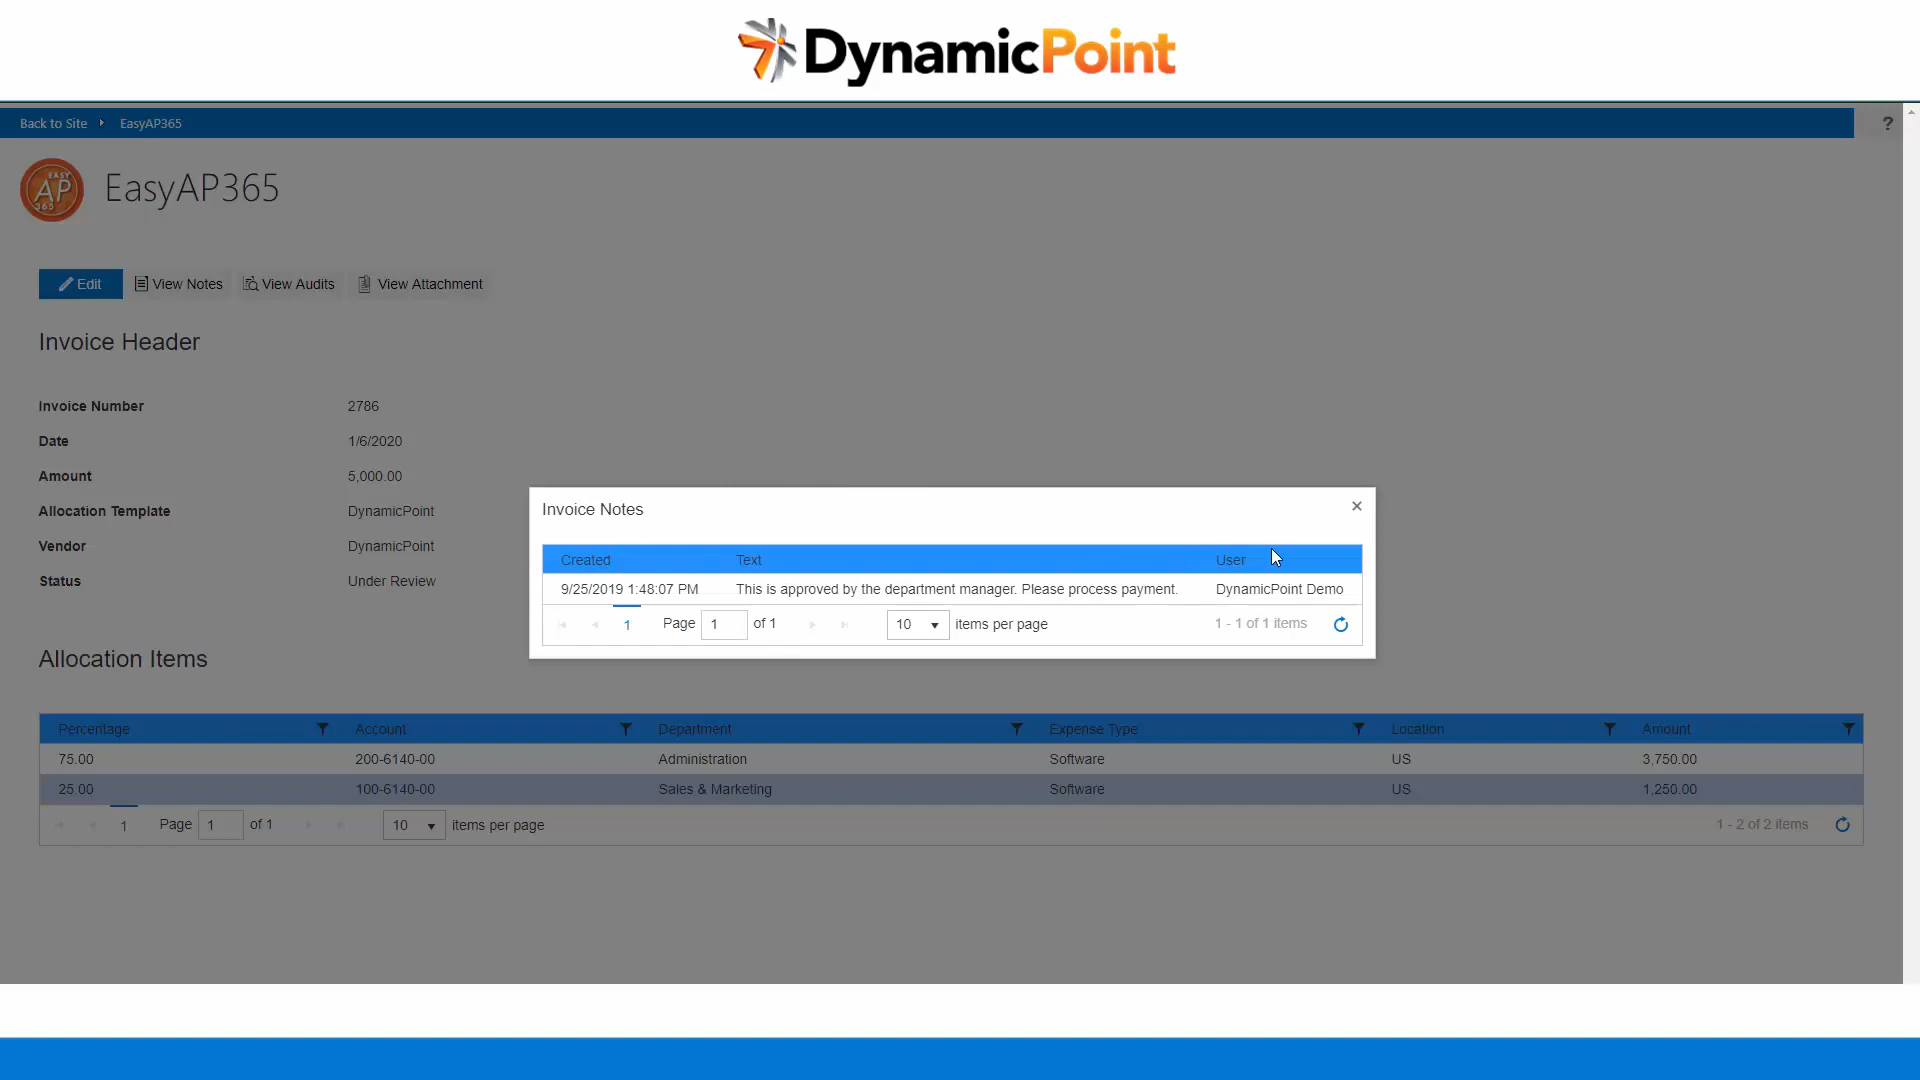 DynamicPoint
Back to Site EasyAP365 ?
EASY
AP
365
EasyAP365
Edit View Notes View Audits View Attachment
Invoice Header
Invoice Number 2786
Date 1/6/2020
Amount 5,000.00
Allocation Template DynamicPoint
Vendor DynamicPoint
Status Under Review
Invoice Notes ×
Created Text User
9/25/2019 1:48:07 PM This is approved by the department manager. Please process payment. DynamicPoint Demo
1 Page 1 of 1 10 items per page 1 - 1 of 1 items
Allocation Items
Percentage Account Department Expense Type Location Amount
75.00 200-6140-00 Administration Software US 3,750.00
25.00 100-6140-00 Sales & Marketing Software US 1,250.00
1 Page 1 of 1 10 items per page 1 - 2 of 2 items